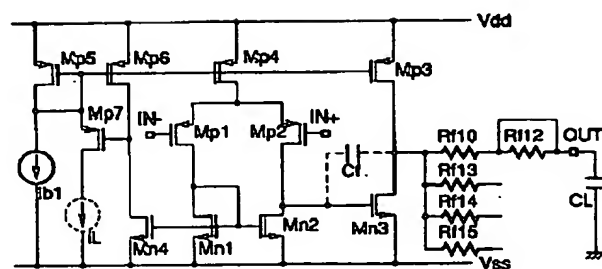 Vdd
Mp5
Mp6
Mp4
Mp3
Mp7
IN-
Mp1
Mp2
IN+
Rf10
Rf12
OUT
Cf
Rf13
CL
Ib1
Rf14
IL
Mn4
Mn1
Mn2
Mn3
Rf15
Vss